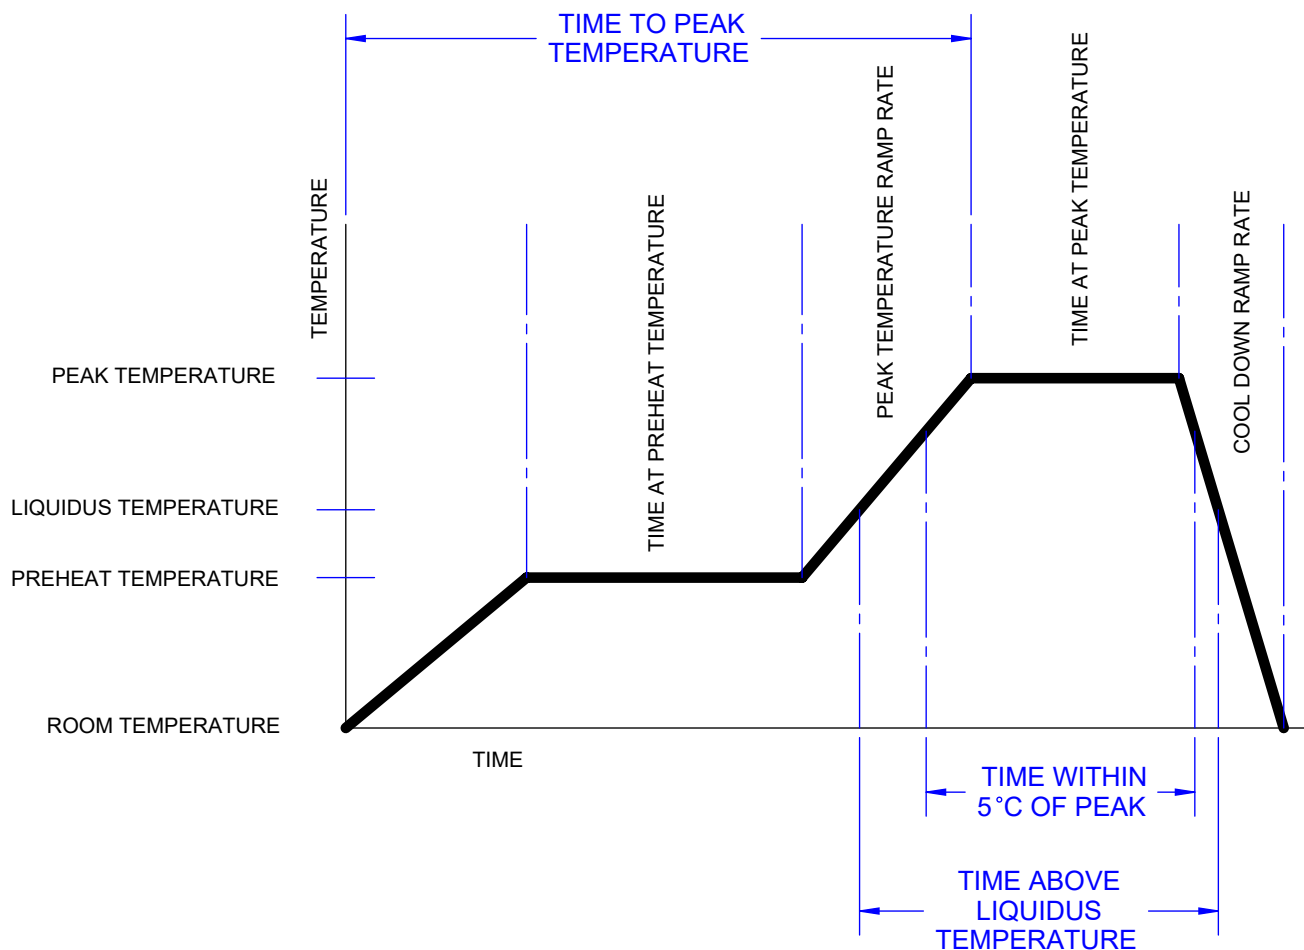 TIME TO PEAK
TEMPERATURE
TEMPERATURE
TIME AT PREHEAT TEMPERATURE
PEAK TEMPERATURE RAMP RATE
TIME AT PEAK TEMPERATURE
COOL DOWN RAMP RATE
PEAK TEMPERATURE
LIQUIDUS TEMPERATURE
PREHEAT TEMPERATURE
ROOM TEMPERATURE
TIME
TIME WITHIN
5°C OF PEAK
TIME ABOVE
LIQUIDUS
TEMPERATURE